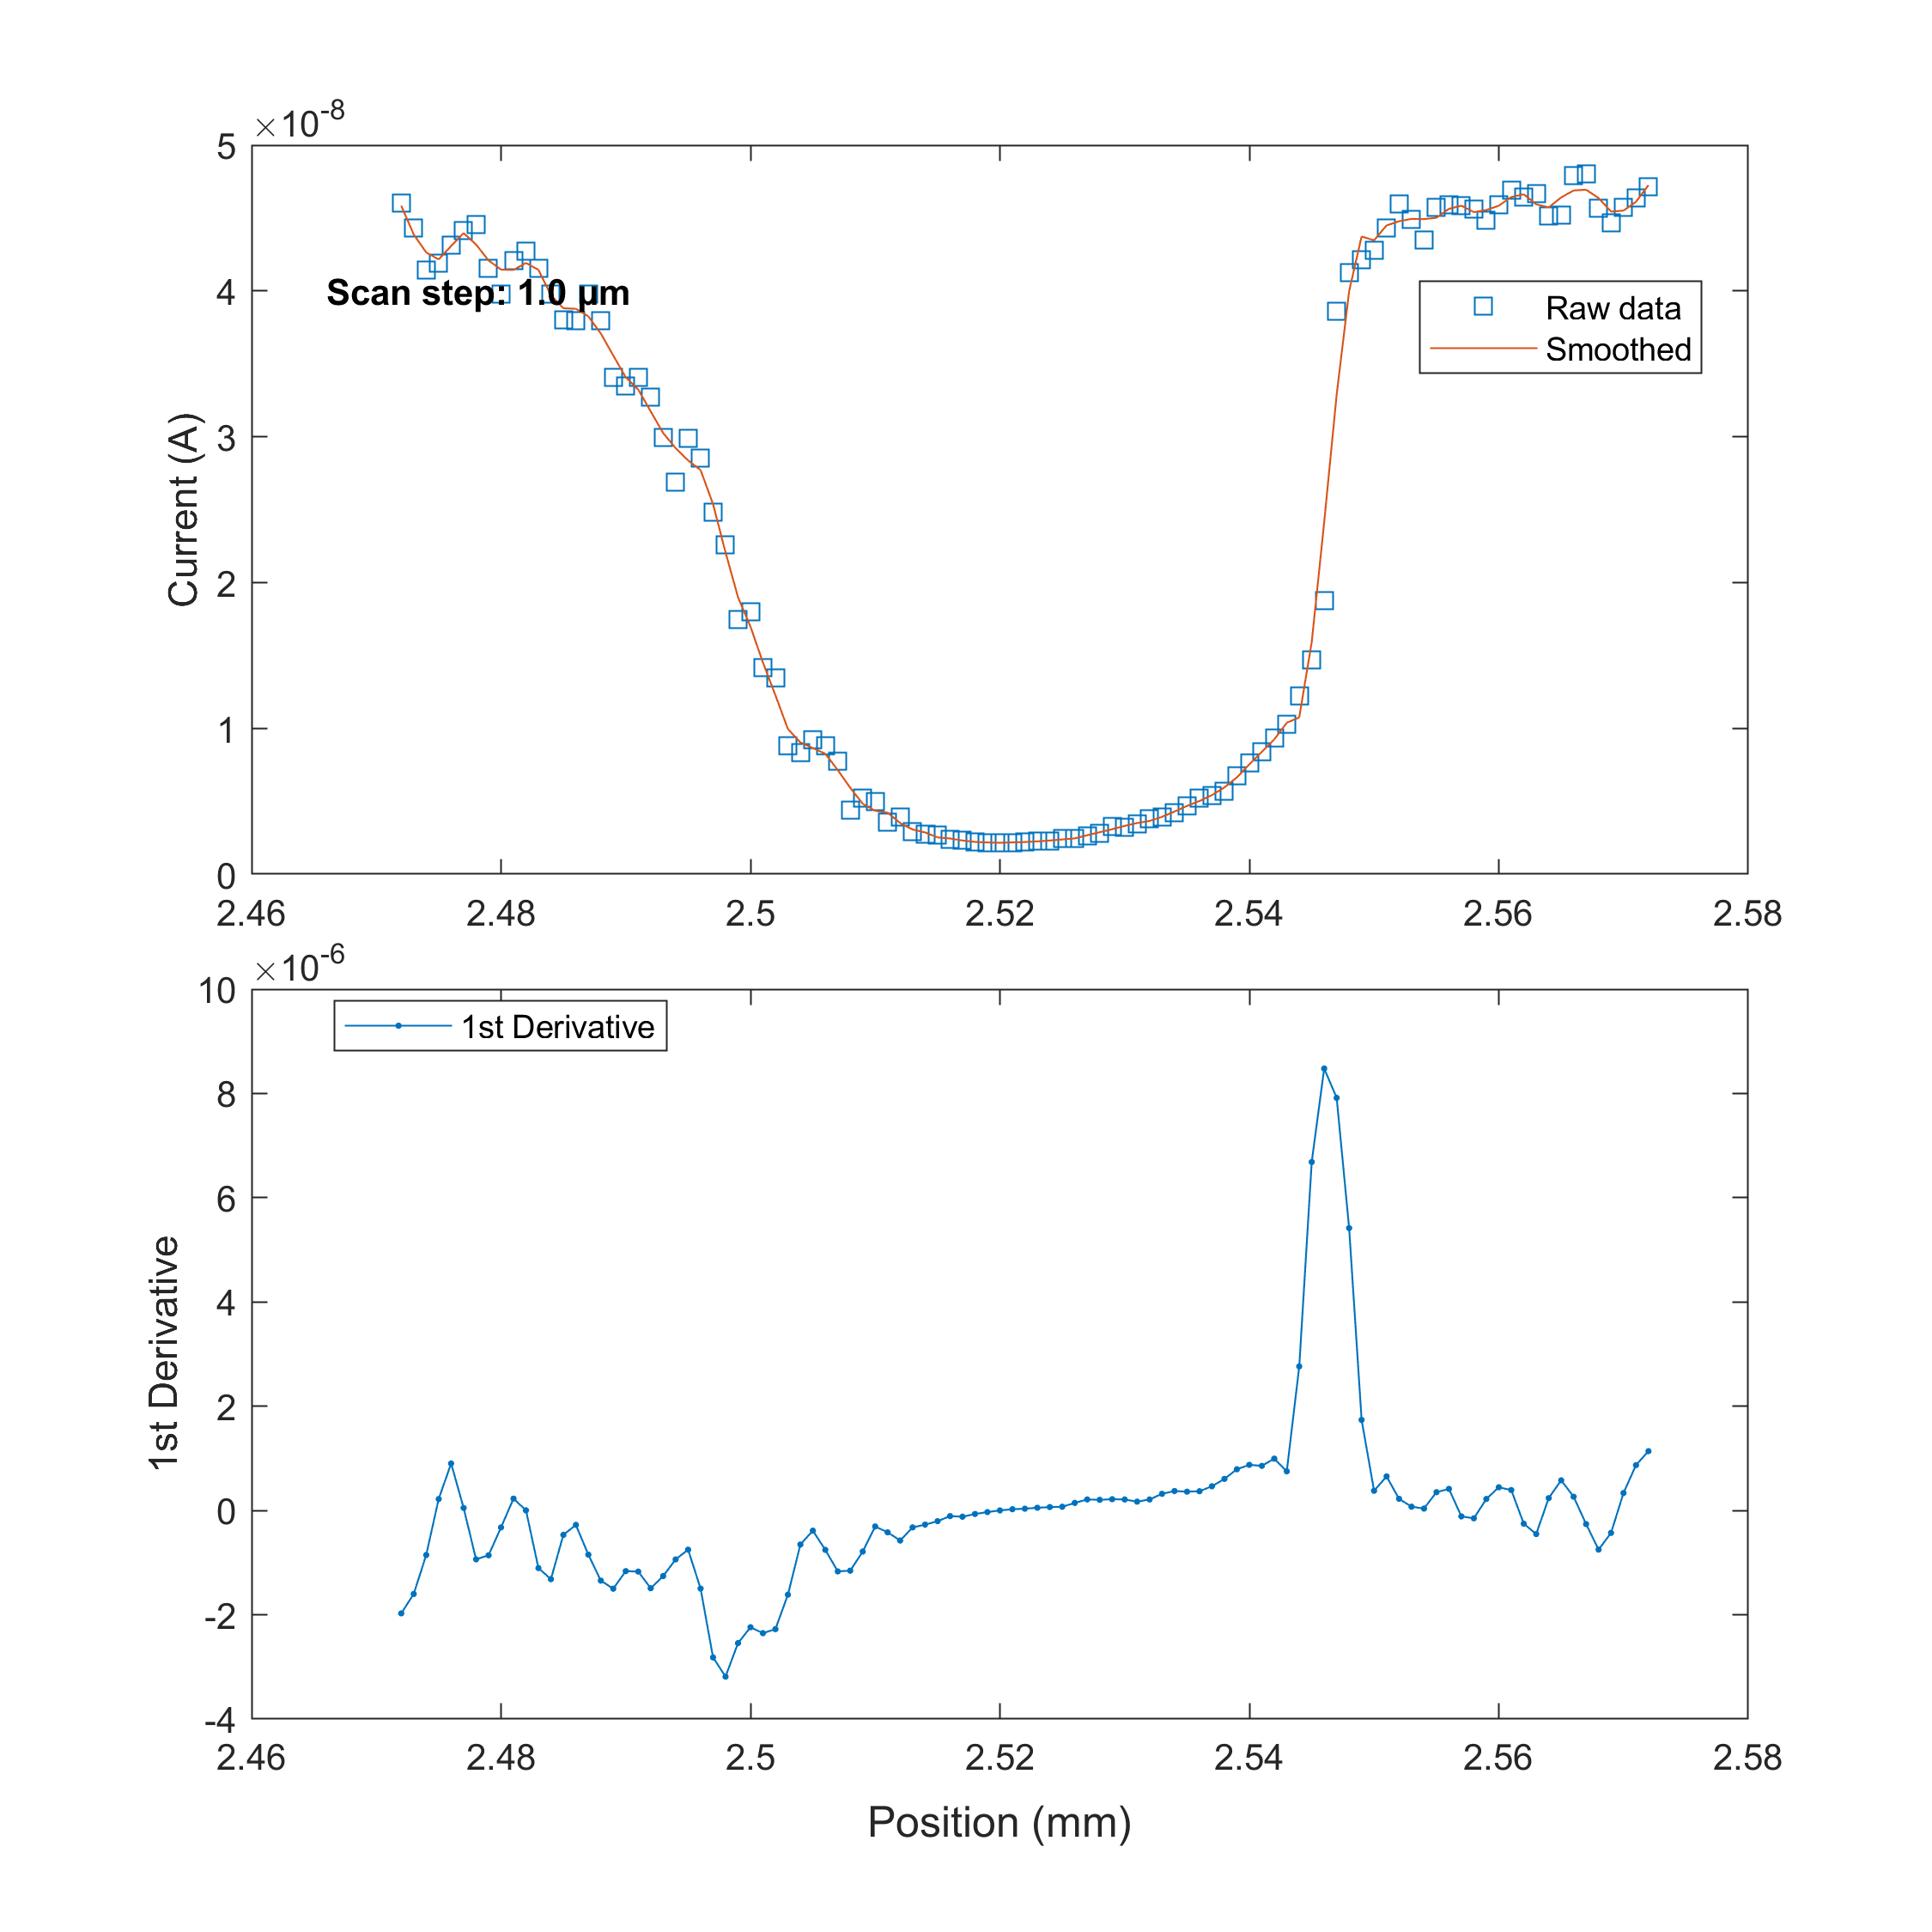 ×10-8
5
4
3
2
1
0
Current (A)
Scan step: 1.0 µm
Raw data
Smoothed
2.46 2.48 2.5 2.52 2.54 2.56 2.58
×10-6
10
8
6
4
2
0
-2
-4
1st Derivative
1st Derivative
2.46 2.48 2.5 2.52 2.54 2.56 2.58
Position (mm)